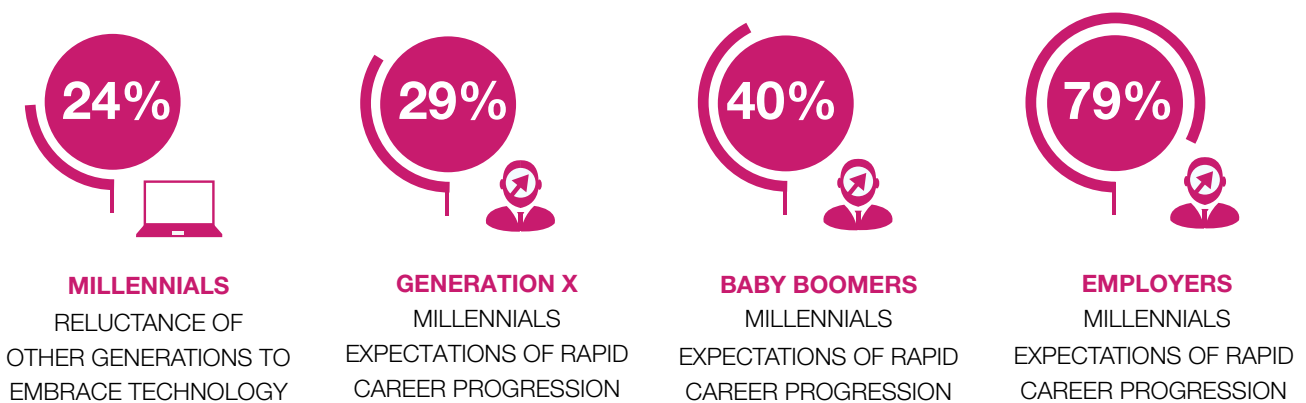 24%
MILLENNIALS
RELUCTANCE OF
OTHER GENERATIONS TO
EMBRACE TECHNOLOGY
29%
GENERATION X
MILLENNIALS
EXPECTATIONS OF RAPID
CAREER PROGRESSION
40%
BABY BOOMERS
MILLENNIALS
EXPECTATIONS OF RAPID
CAREER PROGRESSION
79%
EMPLOYERS
MILLENNIALS
EXPECTATIONS OF RAPID
CAREER PROGRESSION